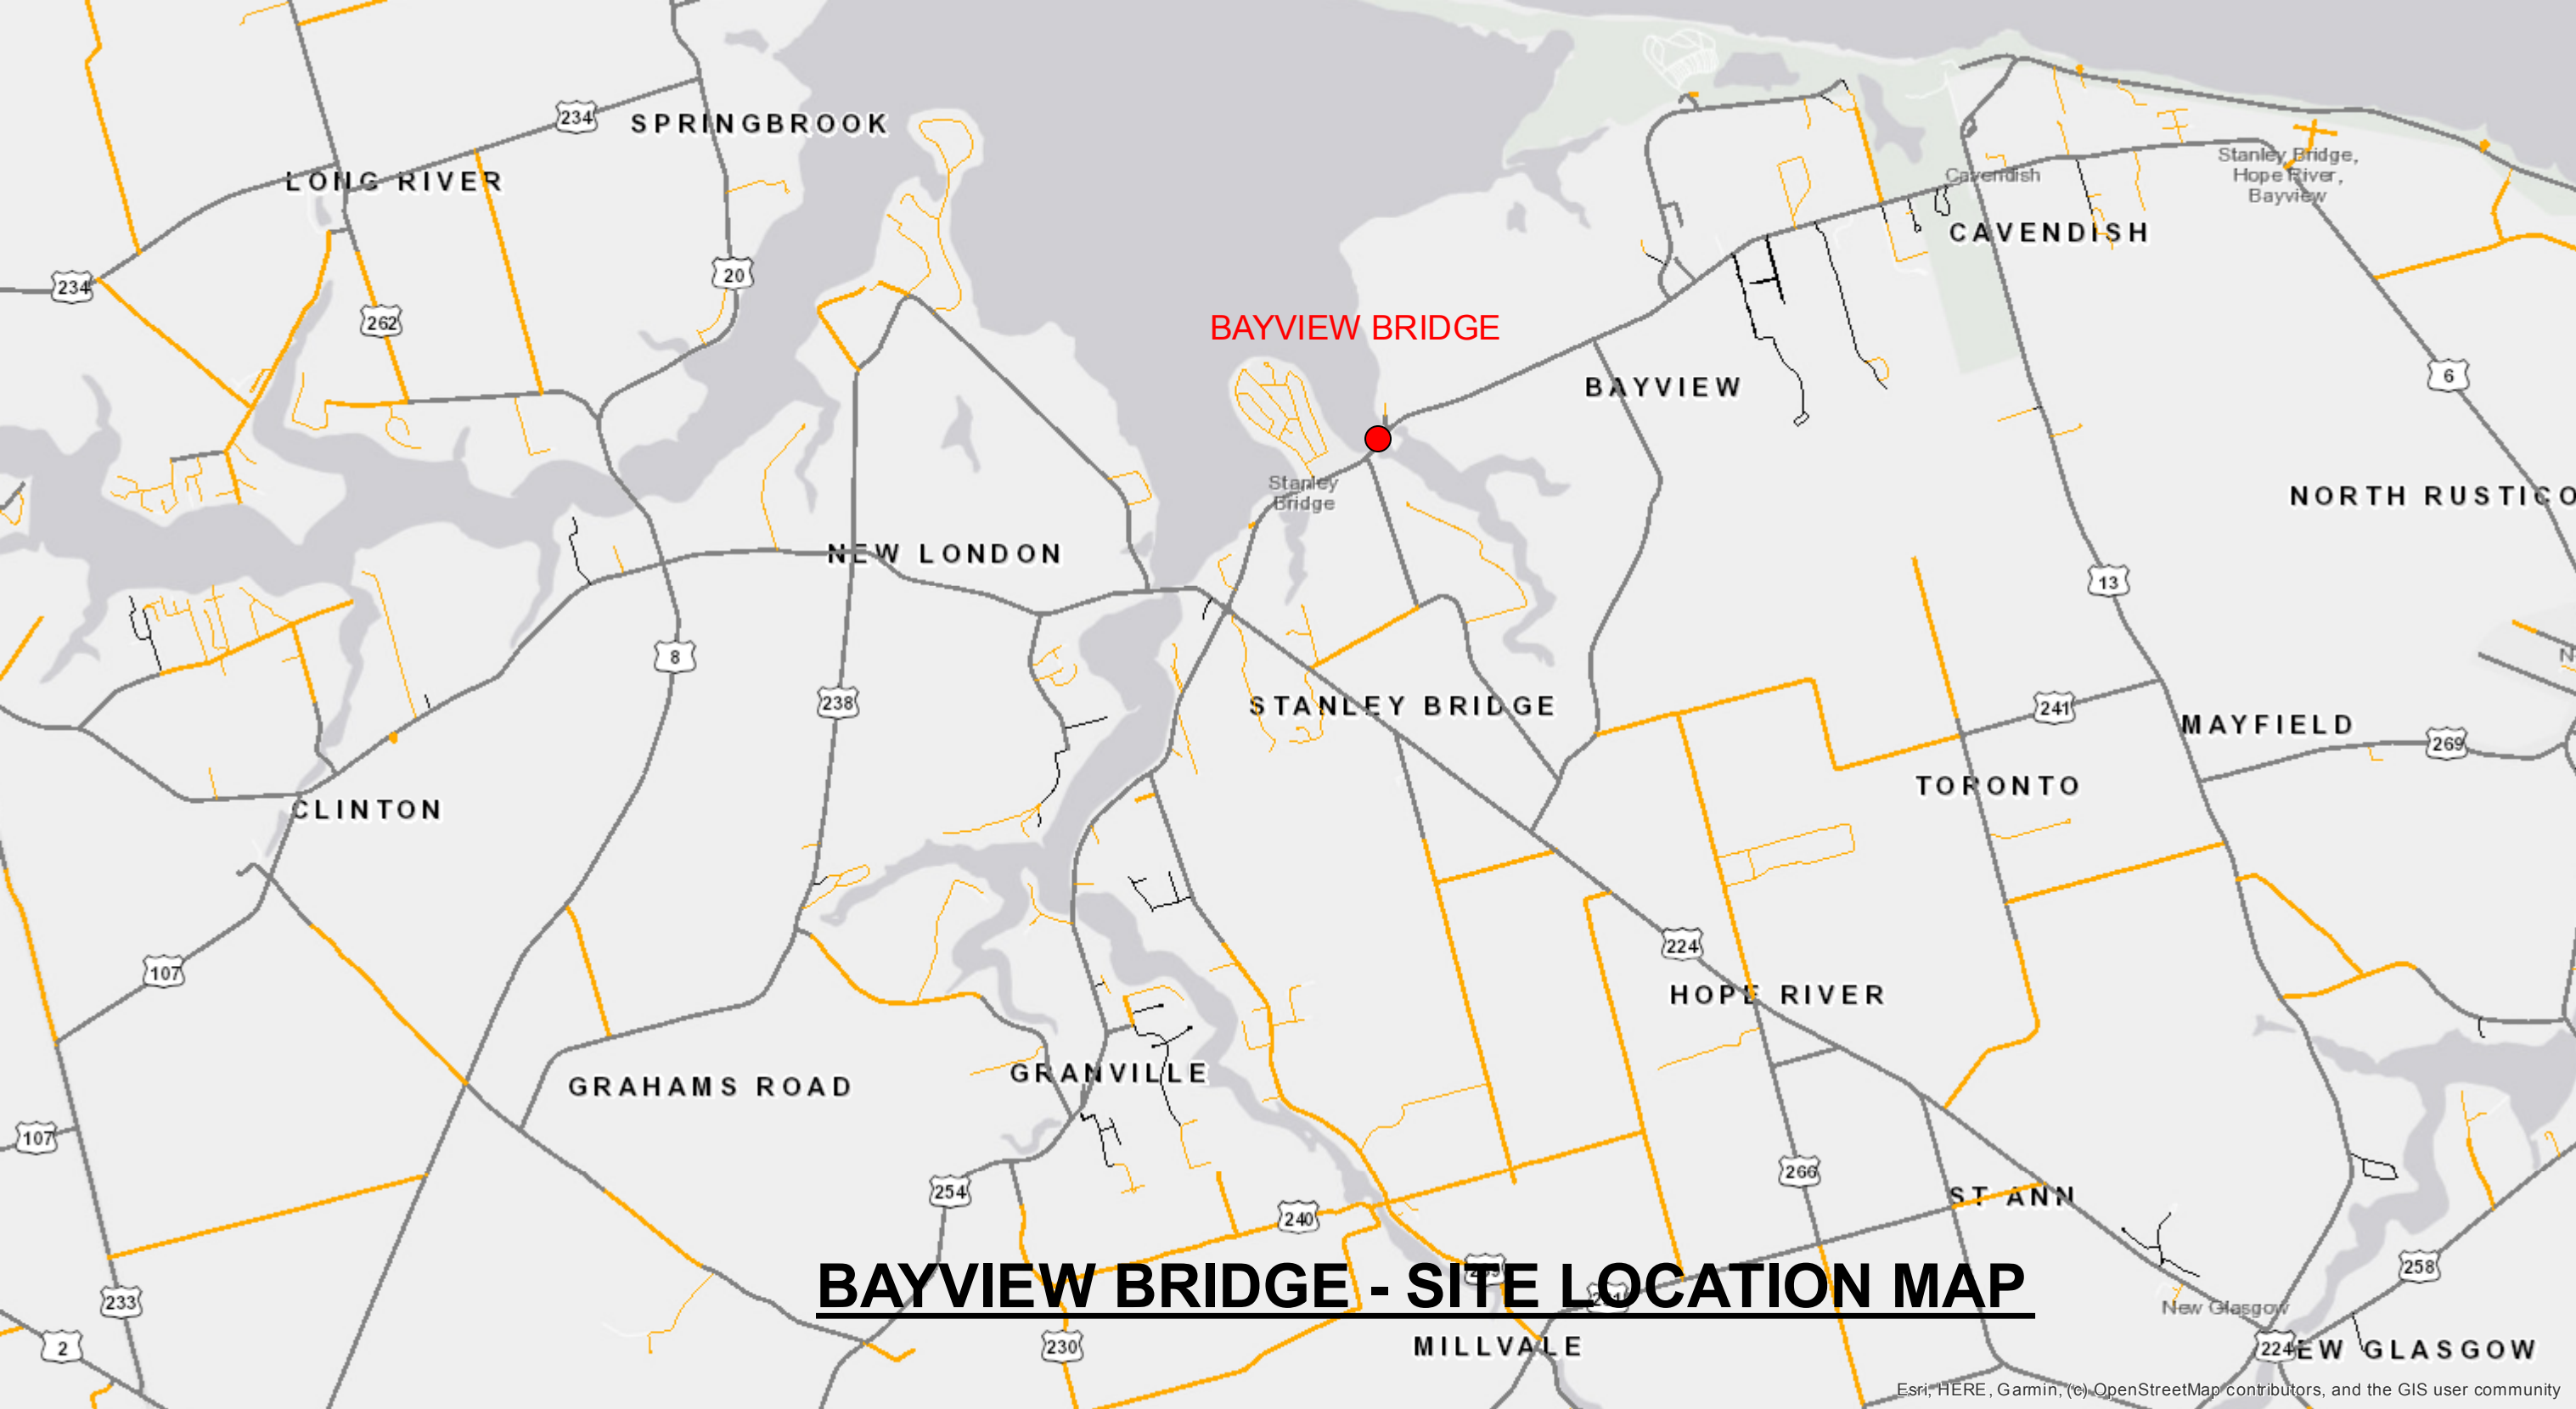 234
SPRINGBROOK
LONG RIVER
Stanley Bridge,
Hope River,
Bayview
Cavendish
CAVENDISH
20
234
262
BAYVIEW BRIDGE
6
BAYVIEW
Stanley
Bridge
NORTH RUSTICO
NEW LONDON
13
8
238
STANLEY BRIDGE
241
MAYFIELD
269
TORONTO
CLINTON
224
107
HOPE RIVER
GRANVILLE
GRAHAMS ROAD
107
266
254
ST ANN
240
258
BAYVIEW BRIDGE - SITE LOCATION MAP
233
New Glasgow
2
230
MILLVALE
224
EW GLASGOW
Esri, HERE, Garmin, (c) OpenStreetMap contributors, and the GIS user community